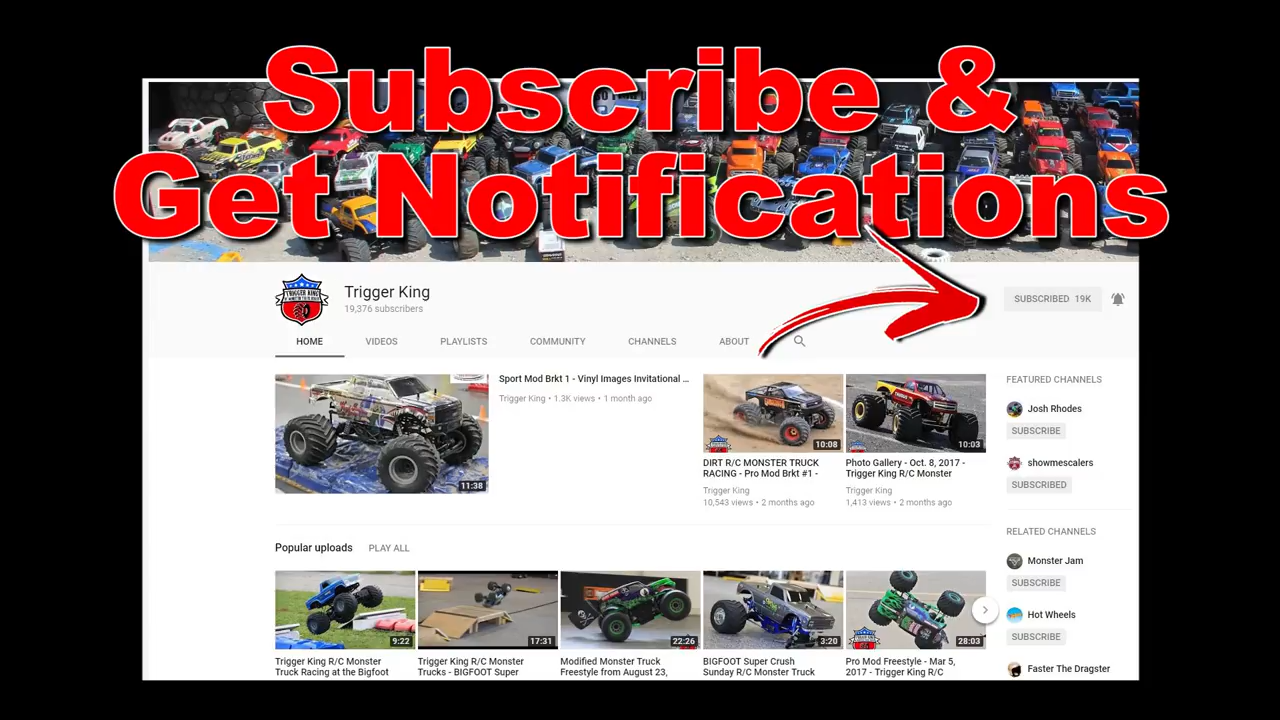 Subscribe &
Get Notifications
TRIGGER KING
Trigger King
19,376 subscribers
SUBSCRIBED 19K
HOME VIDEOS PLAYLISTS COMMUNITY CHANNELS ABOUT
11:38
Sport Mod Brkt 1 - Vinyl Images Invitational ...
Trigger King • 1.3K views • 1 month ago
10:08
DIRT R/C MONSTER TRUCK
RACING - Pro Mod Brkt #1 -
Trigger King
10,543 views • 2 months ago
10:03
Photo Gallery - Oct. 8, 2017 -
Trigger King R/C Monster
Trigger King
1,413 views • 2 months ago
FEATURED CHANNELS
Josh Rhodes
SUBSCRIBE
showmescalers
SUBSCRIBED
RELATED CHANNELS
Monster Jam
SUBSCRIBE
Hot Wheels
SUBSCRIBE
Faster The Dragster
Popular uploads PLAY ALL
9:22
Trigger King R/C Monster
Truck Racing at the Bigfoot
17:31
Trigger King R/C Monster
Trucks - BIGFOOT Super
22:26
Modified Monster Truck
Freestyle from August 23,
3:20
BIGFOOT Super Crush
Sunday R/C Monster Truck
28:03
Pro Mod Freestyle - Mar 5,
2017 - Trigger King R/C